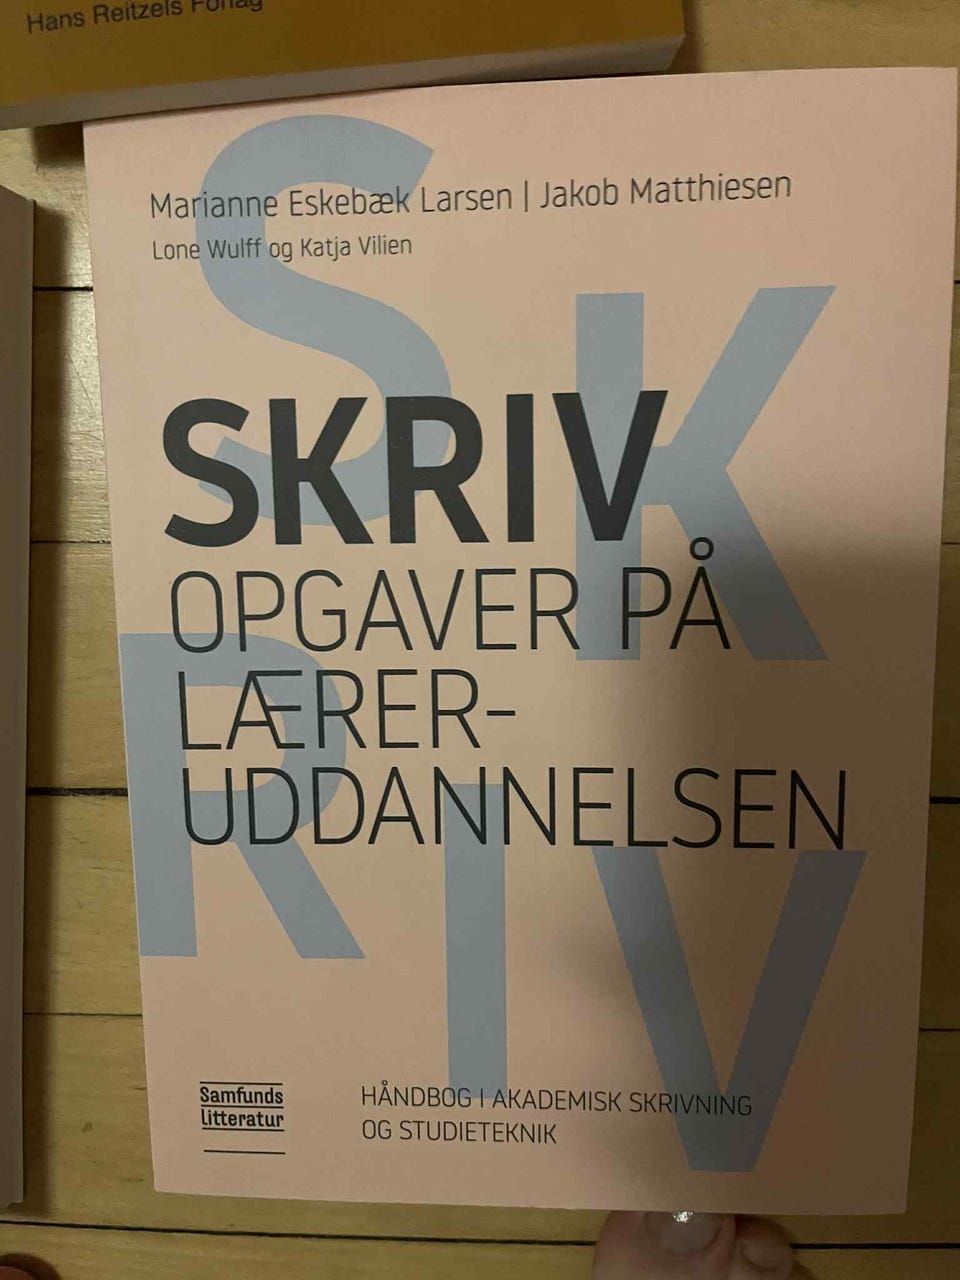 Hans Reitzels Forlag
Marianne Eskebæk Larsen | Jakob Matthiesen
Lone Wulff og Katja Vilien
SKRIV
SKRIV
OPGAVER PÅ
LÆRER-
UDDANNELSEN
Samfunds
litteratur
HÅNDBOG I AKADEMISK SKRIVNING
OG STUDIETEKNIK